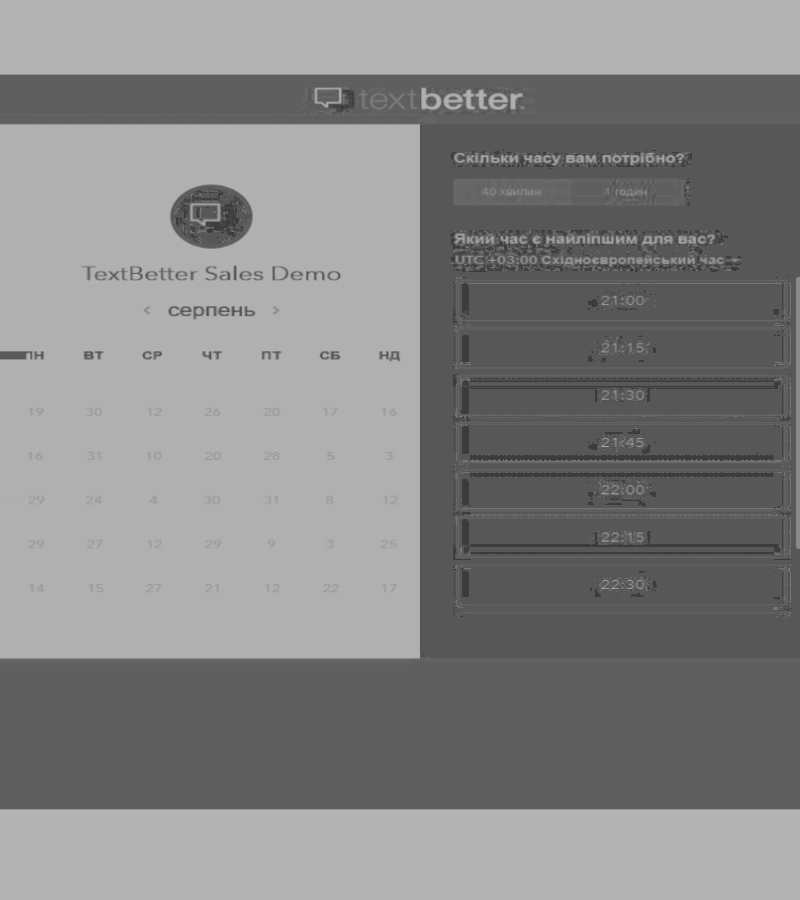 textbetter.
TextBetter Sales Demo
‹ серпень ›
ПН ВТ СР ЧТ ПТ СБ НД
19 30 12 26 20 17 16
16 31 10 20 28 5 3
29 24 4 30 31 8 12
29 27 12 29 9 3 25
14 15 27 21 12 22 17
Скільки часу вам потрібно?
40 хвилин 1 годин
Який час є найліпшим для вас?
UTC +03:00 Східноєвропейський час
21:00
21:15
21:30
21:45
22:00
22:15
22:30